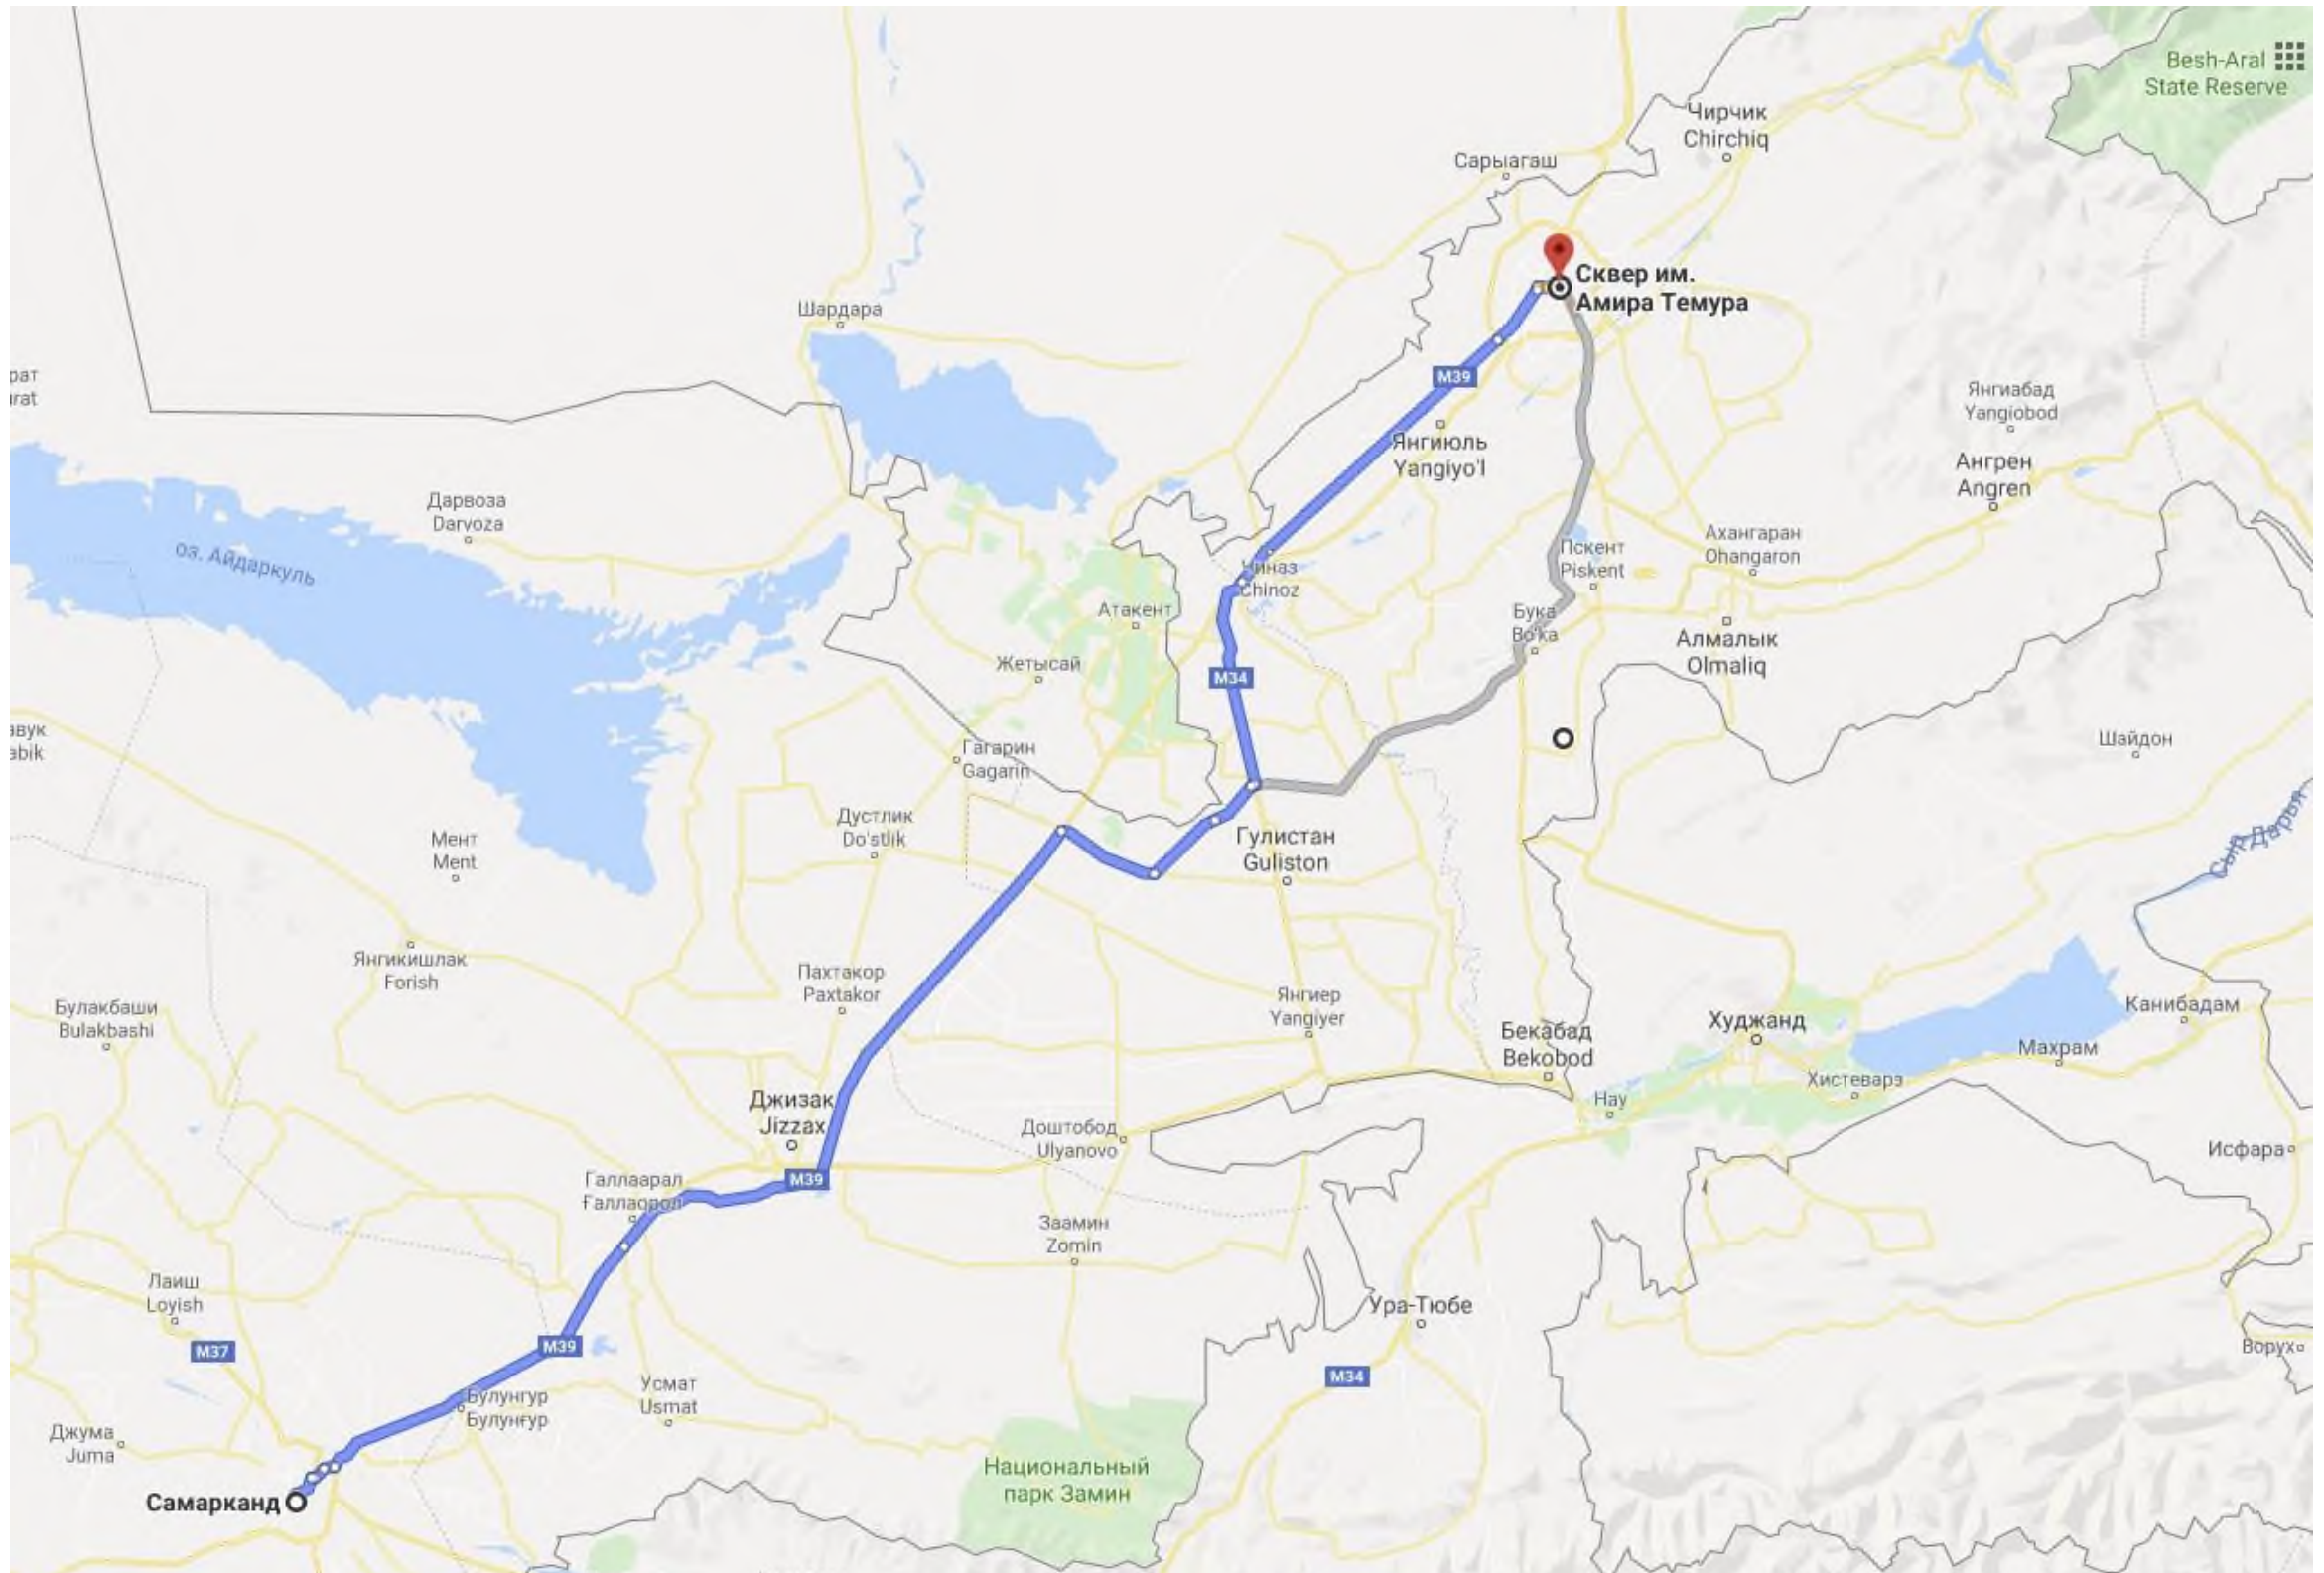 Besh-Aral
State Reserve
Чирчик
Chirchiq
Сарыагаш
Сквер им.
Амира Темура
Шардара
M39
рат
Янгиабад
Yangiobod
Янгиюль
Yangiyo'l
Ангрен
Angren
Дарвоза
Darvoza
оз. Айдаркуль
Ахангаран
Ohangaron
Пскент
Piskent
Чиназ
Chinoz
Атакент
Бука
Bo'ka
Алмалык
Olmaliq
Жетысай
M34
авук
abik
Гагарин
Gagarin
Шайдон
Дустлик
Do'stlik
Мент
Ment
Гулистан
Guliston
Сыр Дарья
Янгикишлак
Forish
Пахтакор
Paxtakor
Янгиер
Yangiyer
Булакбаши
Bulakbashi
Бекабад
Bekobod
Худжанд
Канибадам
Махрам
Хистеварз
Джизак
Jizzax
Нау
Доштобод
Ulyanovo
Исфара
M39
Галлаарал
Ғаллаорол
Заамин
Zomin
Лаиш
Loyish
Ура-Тюбе
M37
M39
Ворух
M34
Усмат
Usmat
Булунгур
Булунғур
Джума
Juma
Национальный
парк Замин
Самарканд